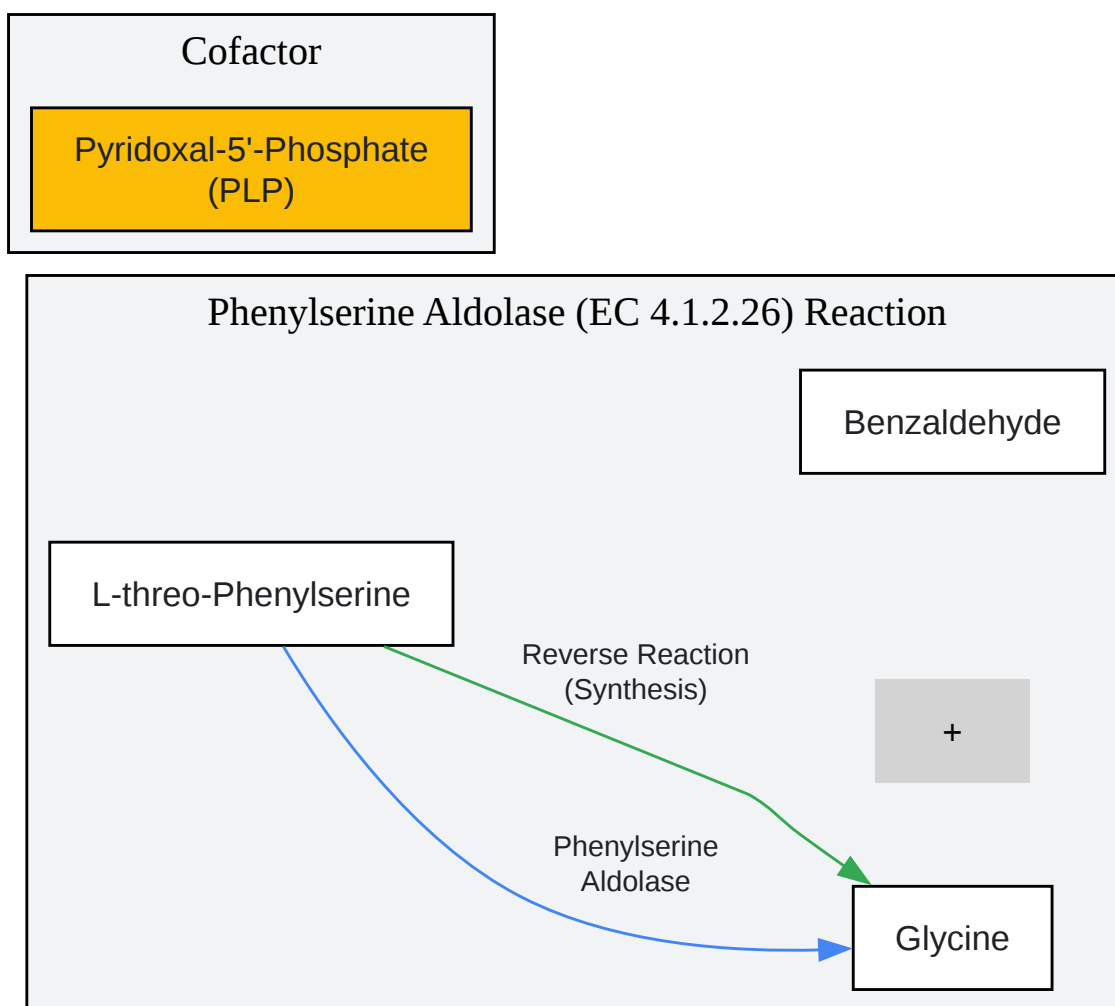 Cofactor
Pyridoxal-5'-Phosphate
(PLP)
Phenylserine Aldolase (EC 4.1.2.26) Reaction
Benzaldehyde
L-threo-Phenylserine
Reverse Reaction
(Synthesis)
+
Phenylserine
Aldolase
Glycine